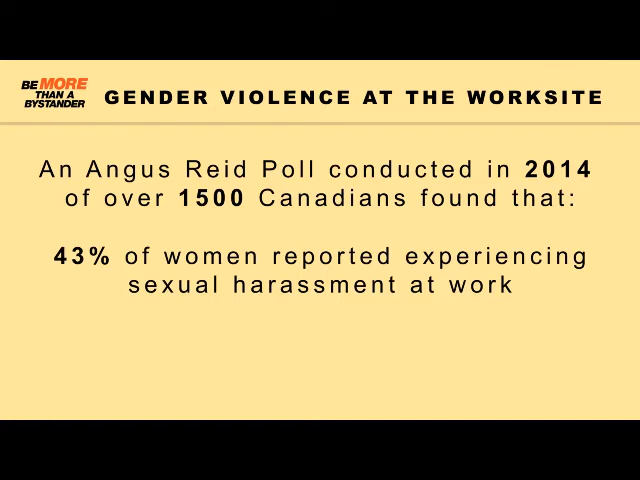 BE MORE
THAN A
BYSTANDER
GENDER VIOLENCE AT THE WORKSITE
An Angus Reid Poll conducted in 2014
of over 1500 Canadians found that:
43% of women reported experiencing
sexual harassment at work